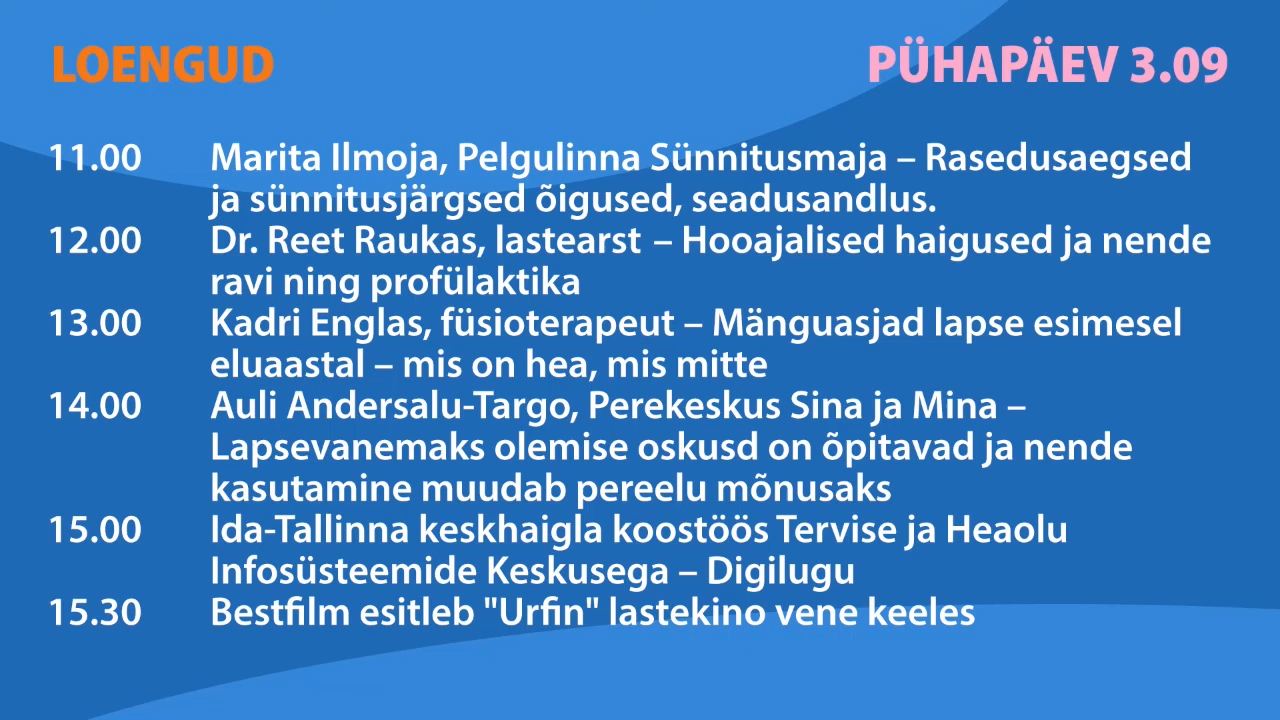 LOENGUD
PÜHAPÄEV 3.09
11.00 Marita Ilmoja, Pelgulinna Sünnitusmaja – Rasedusaegsed
ja sünnitusjärgsed õigused, seadusandlus.
12.00 Dr. Reet Raukas, lastearst – Hooajalised haigused ja nende
ravi ning profülaktika
13.00 Kadri Englas, füsioterapeut – Mänguasjad lapse esimesel
eluaastal – mis on hea, mis mitte
14.00 Auli Andersalu-Targo, Perekeskus Sina ja Mina –
Lapsevanemaks olemise oskusd on õpitavad ja nende
kasutamine muudab pereelu mõnusaks
15.00 Ida-Tallinna keskhaigla koostöös Tervise ja Heaolu
Infosüsteemide Keskusega – Digilugu
15.30 Bestfilm esitleb "Urfin" lastekino vene keeles